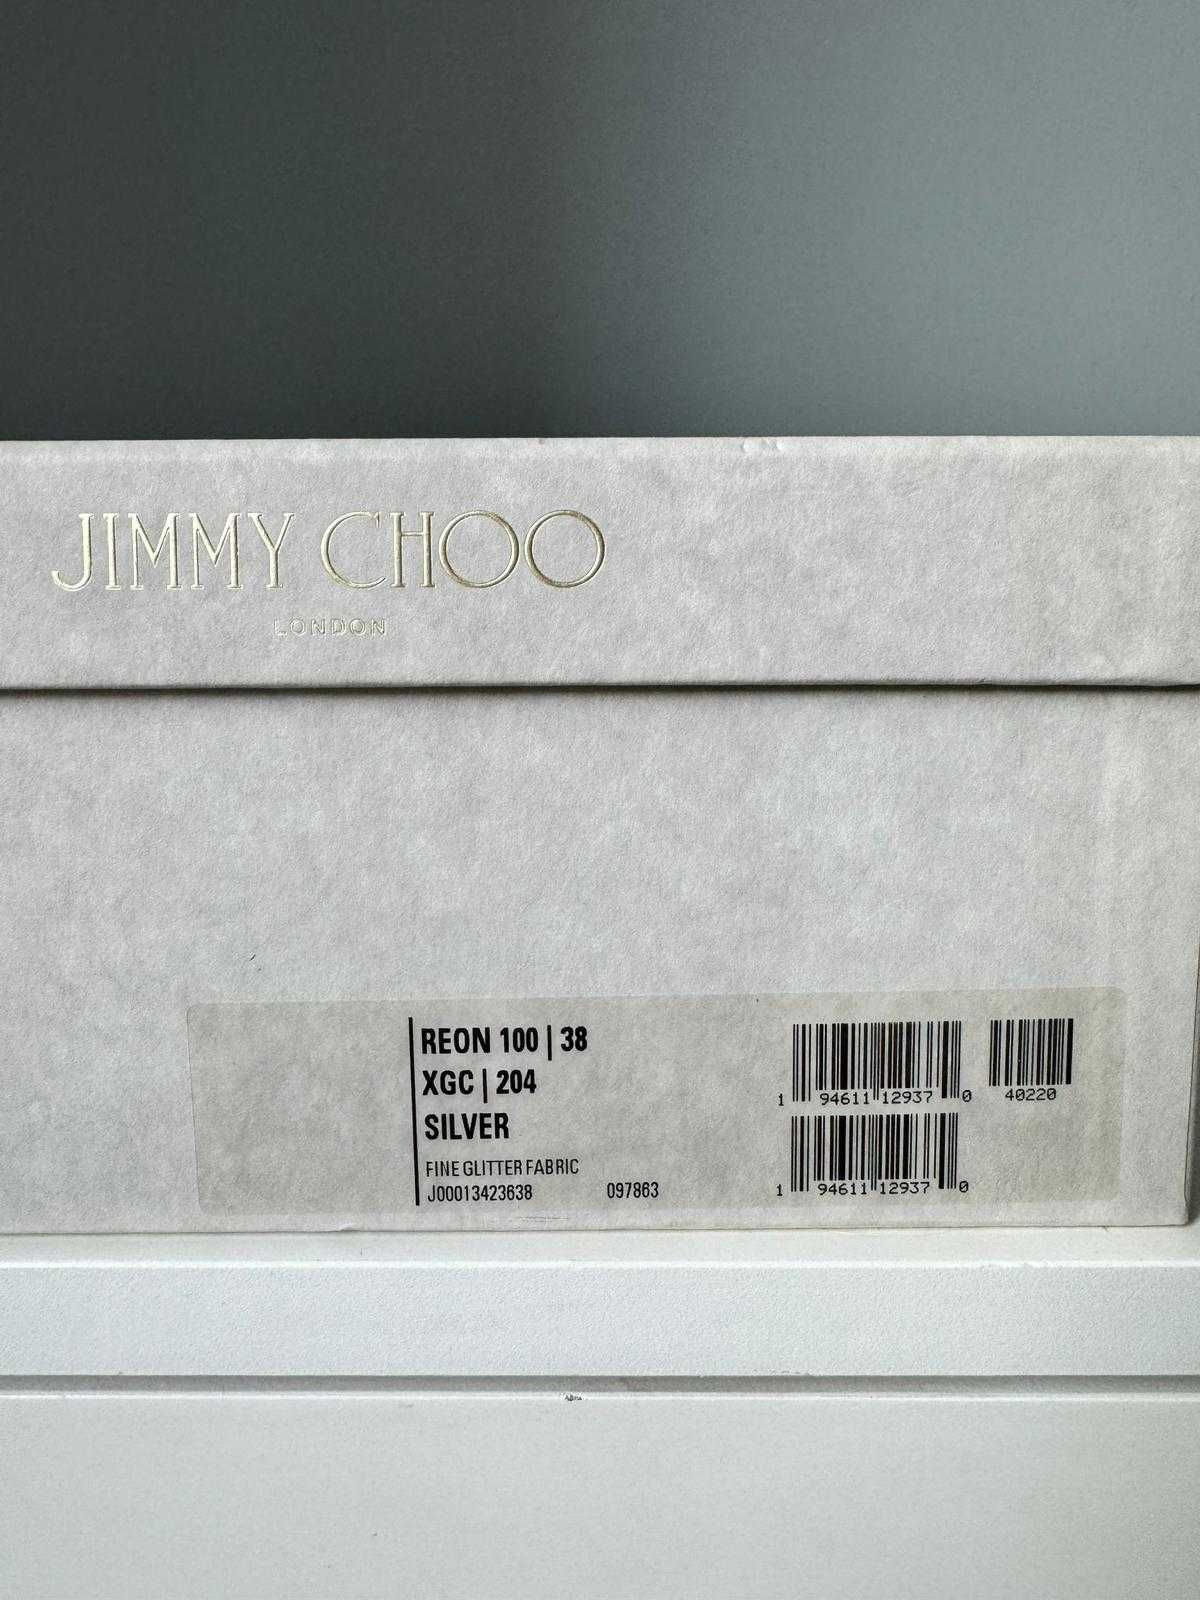 JIMMY CHOO
LONDON
REON 100 | 38
XGC | 204
SILVER
FINE GLITTER FABRIC
J00013423638 097863
1 94611 12937 0 40220
1 94611 12937 0